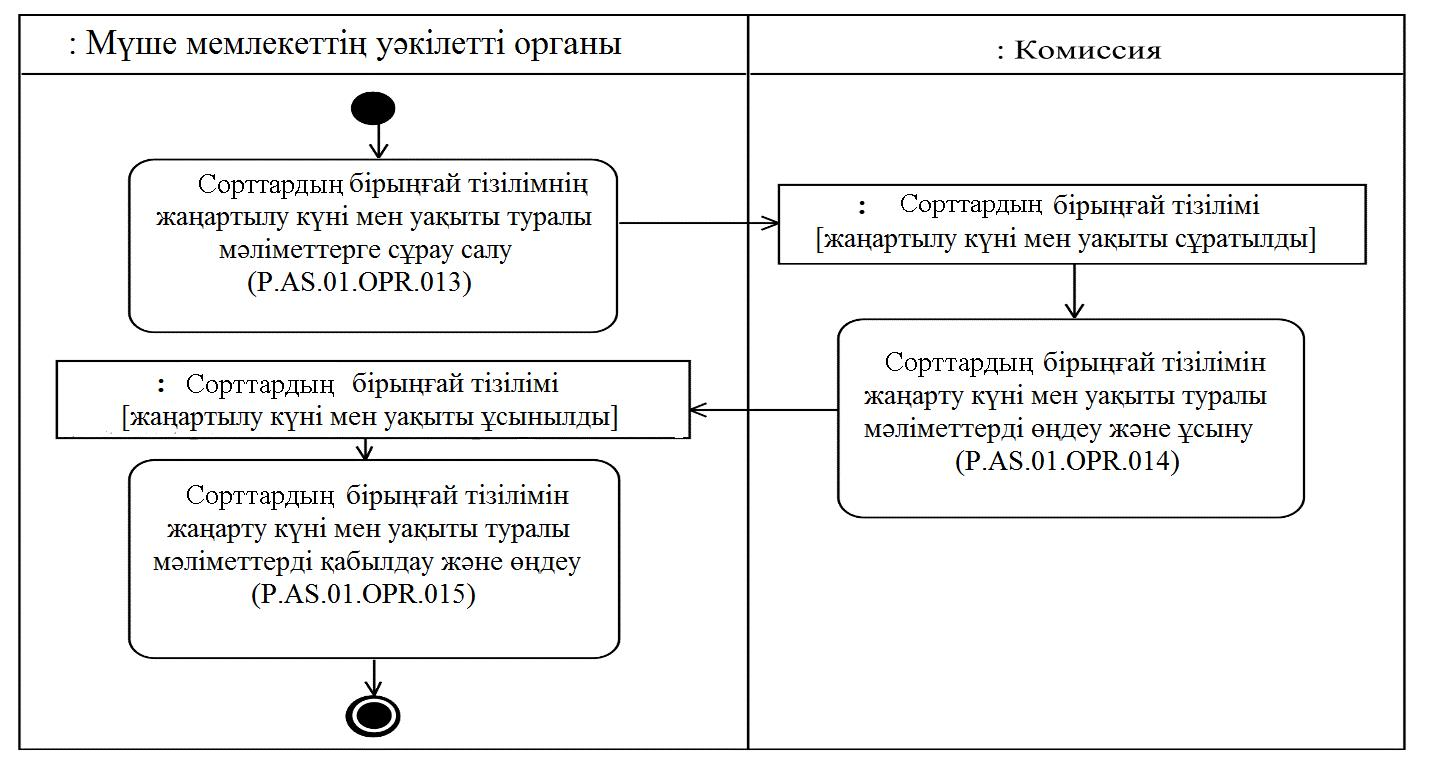 : Мүше мемлекеттің уәкілетті органы
: Комиссия
Сорттардың бірыңғай тізілімнің
жаңартылу күні мен уақыты туралы
мәліметтерге сұрау салу
(P.AS.01.OPR.013)
: Сорттардың бірыңғай тізілімі
[жаңартылу күні мен уақыты сұратылды]
Сорттардың бірыңғай тізілімін
жаңарту күні мен уақыты туралы
мәліметтерді өңдеу және ұсыну
(P.AS.01.OPR.014)
: Сорттардың бірыңғай тізілімі
[жаңартылу күні мен уақыты ұсынылды]
Сорттардың бірыңғай тізілімін
жаңарту күні мен уақыты туралы
мәліметтерді қабылдау және өңдеу
(P.AS.01.OPR.015)